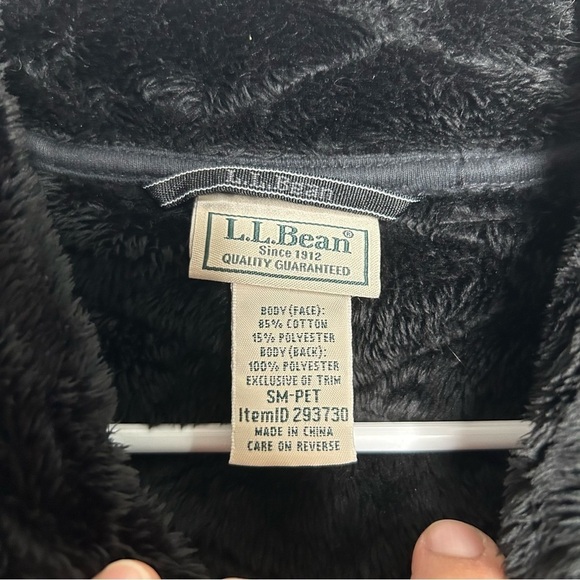 L.L.Bean
L.L.Bean®
Since 1912
QUALITY GUARANTEED
BODY (FACE):
85% COTTON
15% POLYESTER
BODY (BACK):
100% POLYESTER
EXCLUSIVE OF TRIM
SM-PET
ItemID 293730
MADE IN CHINA
CARE ON REVERSE